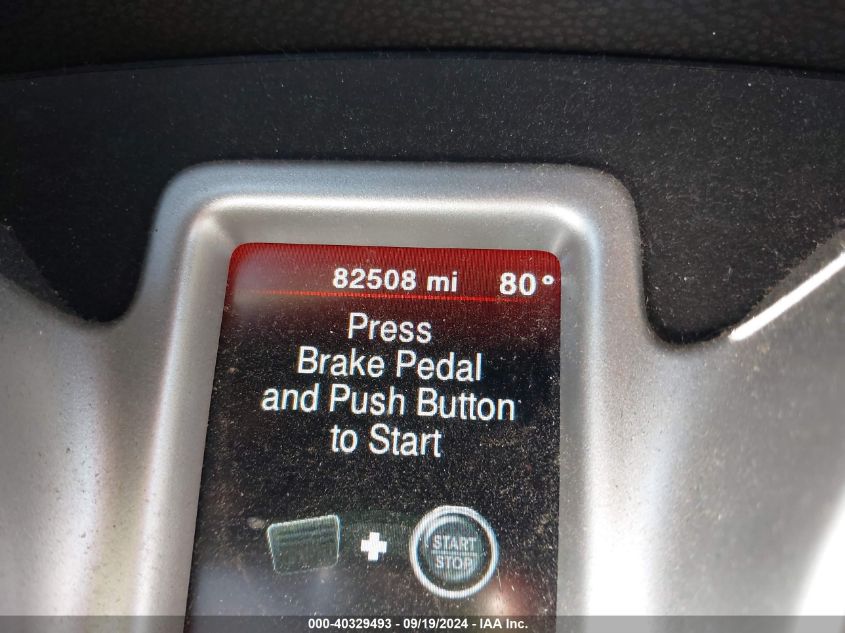 82508 mi 80°
Press
Brake Pedal
and Push Button
to Start
START
STOP
000-40329493 - 09/19/2024 - IAA Inc.